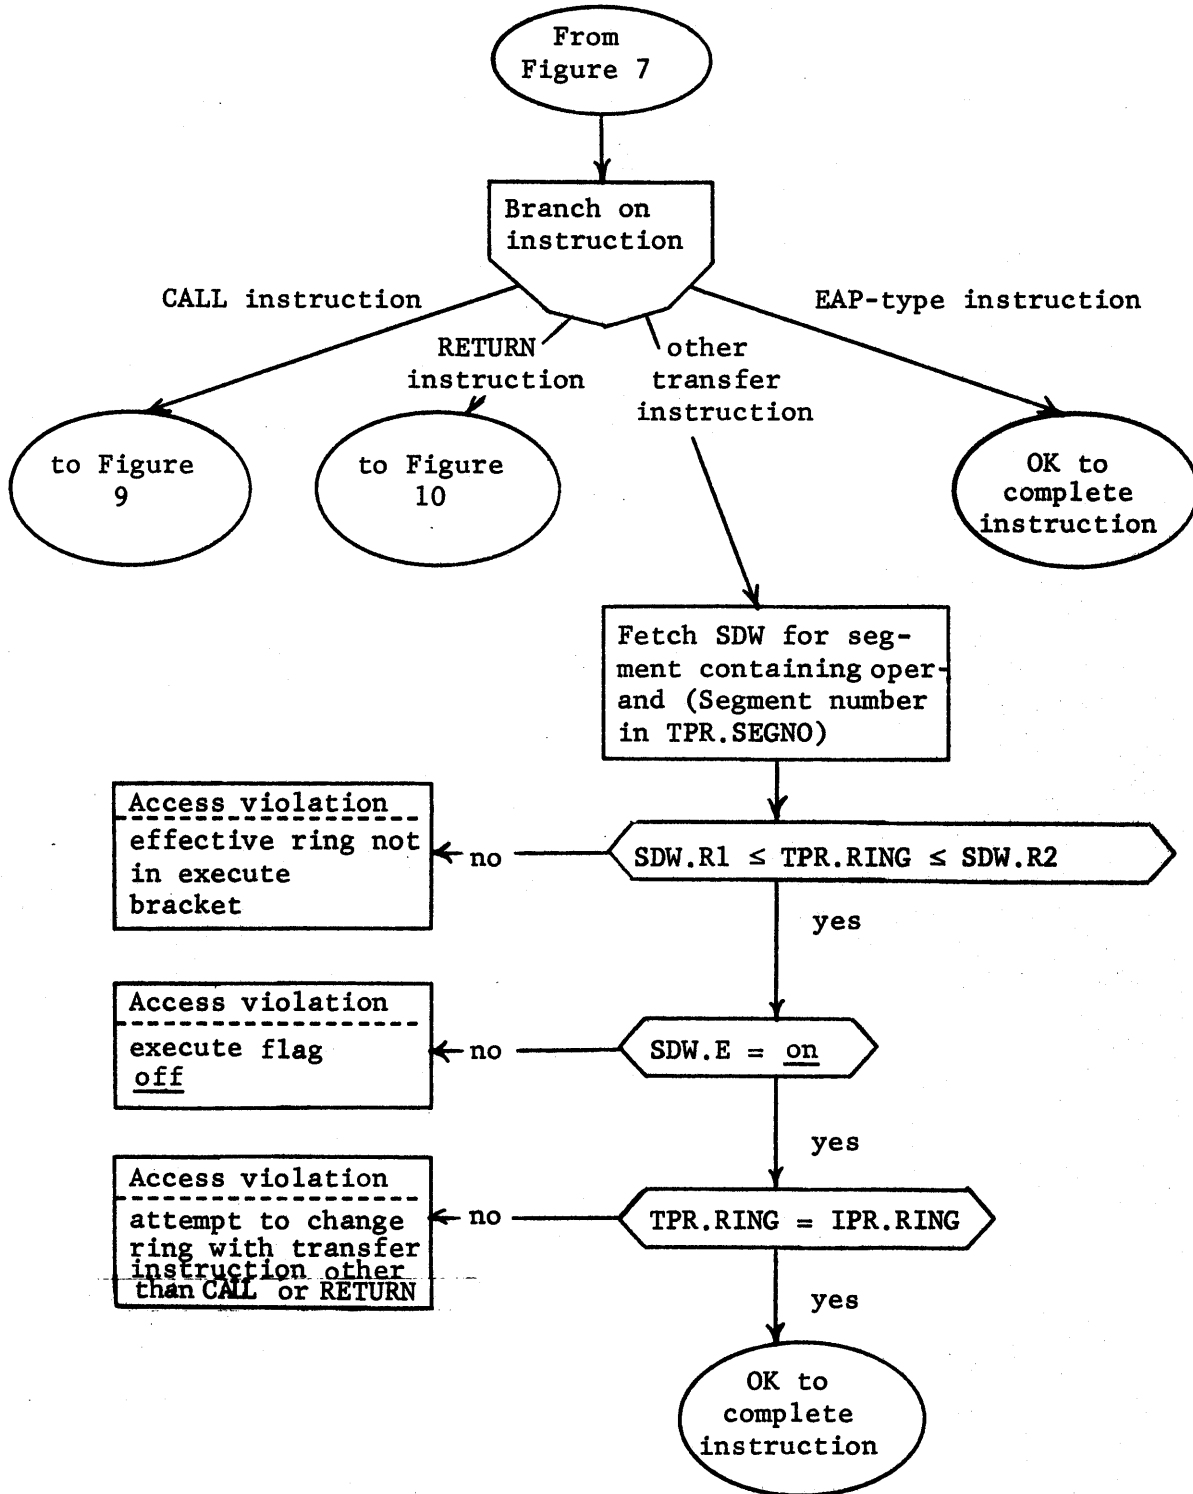 From
Figure 7
Branch on
instruction
CALL instruction
EAP-type instruction
RETURN
instruction
other
transfer
instruction
to Figure
9
to Figure
10
OK to
complete
instruction
Fetch SDW for seg-
ment containing oper-
and (Segment number
in TPR.SEGNO)
Access violation
effective ring not
in execute
bracket
no
SDW.R1 ≤ TPR.RING ≤ SDW.R2
yes
Access violation
execute flag
off
no
SDW.E = on
yes
Access violation
attempt to change
ring with transfer
instruction other
than CALL or RETURN
no
TPR.RING = IPR.RING
yes
OK to
complete
instruction